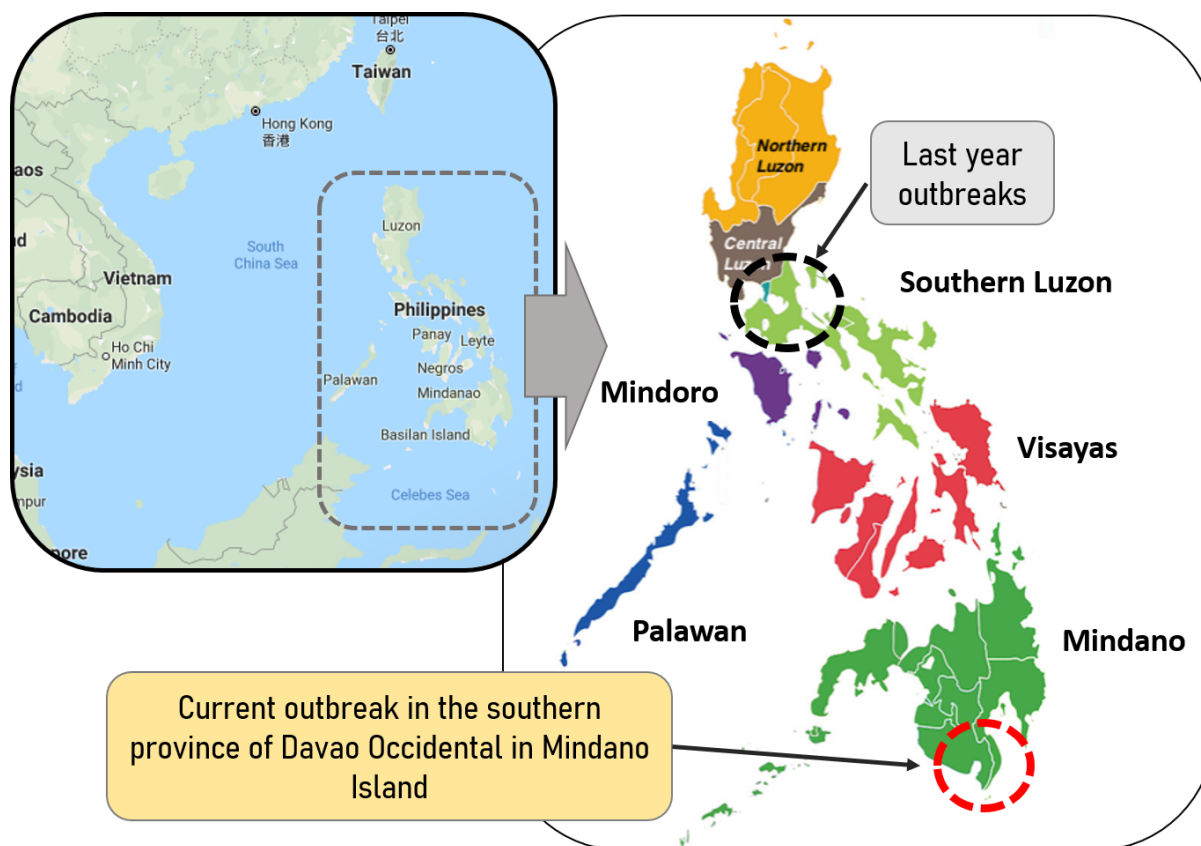 Taipei
台北
Taiwan
Hong Kong
香港
aos
Luzon
South
China Sea
Vietnam
Philippines
Cambodia
Panay
Leyte
Ho Chi
Minh City
Negros
Palawan
Mindanao
Basilan Island
ysia
Celebes Sea
mpur
pore
Northern
Luzon
Last year
outbreaks
Central
Luzon
Southern Luzon
Mindoro
Visayas
Palawan
Mindano
Current outbreak in the southern
province of Davao Occidental in Mindano
Island